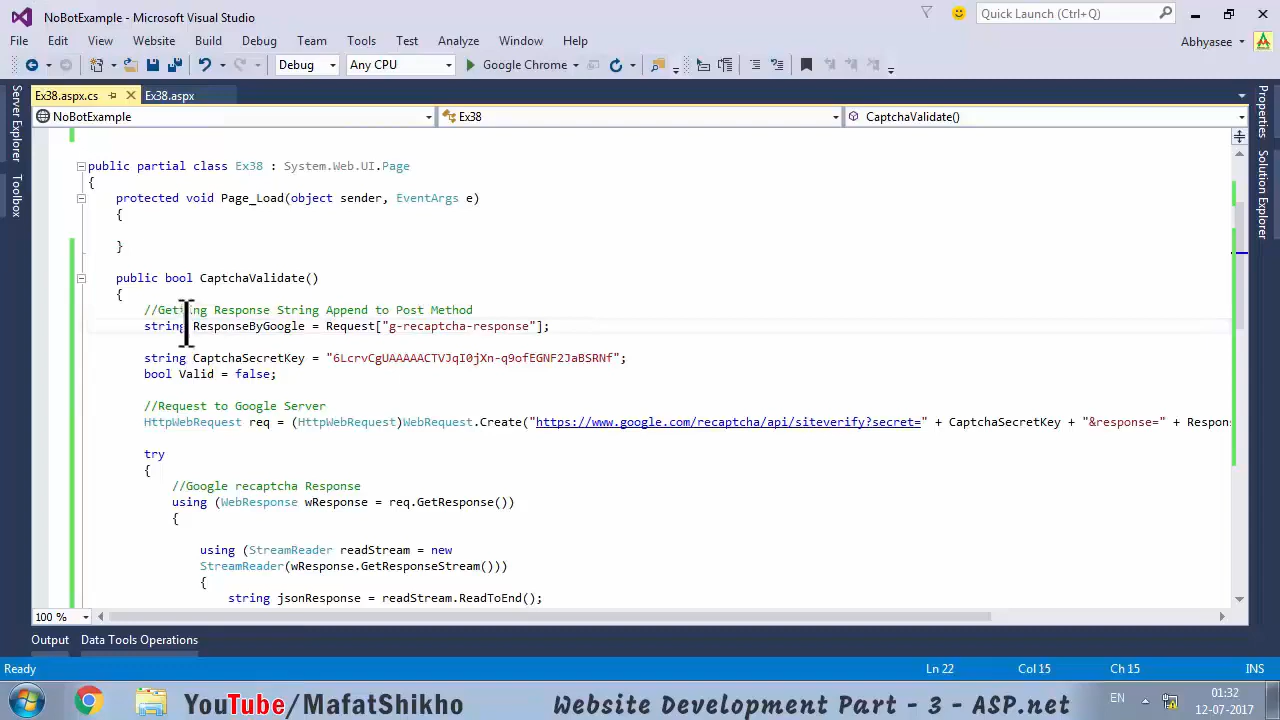 NoBotExample - Microsoft Visual Studio
Quick Launch (Ctrl+Q)
File Edit View Website Build Debug Team Tools Test Analyze Window Help
Abhyasee
Debug Any CPU Google Chrome
Ex38.aspx.cs Ex38.aspx
NoBotExample Ex38 CaptchaValidate()
Server Explorer
Toolbox
Properties
Solution Explorer
public partial class Ex38 : System.Web.UI.Page
{
protected void Page_Load(object sender, EventArgs e)
{
}
public bool CaptchaValidate()
{
//Getting Response String Append to Post Method
string ResponseByGoogle = Request["g-recaptcha-response"];
string CaptchaSecretKey = "6LcrvCgUAAAAACTVJqI0jXn-q9ofEGNF2JaBSRNf";
bool Valid = false;
//Request to Google Server
HttpWebRequest req = (HttpWebRequest)WebRequest.Create("https://www.google.com/recaptcha/api/siteverify?secret=" + CaptchaSecretKey + "&response=" + Respon
try
{
//Google recaptcha Response
using (WebResponse wResponse = req.GetResponse())
{
using (StreamReader readStream = new
StreamReader(wResponse.GetResponseStream()))
{
string jsonResponse = readStream.ReadToEnd();
100 %
Output Data Tools Operations
Ready Ln 22 Col 15 Ch 15 INS
YouTube/MafatShikho Website Development Part - 3 - ASP.net
EN
01:32
12-07-2017